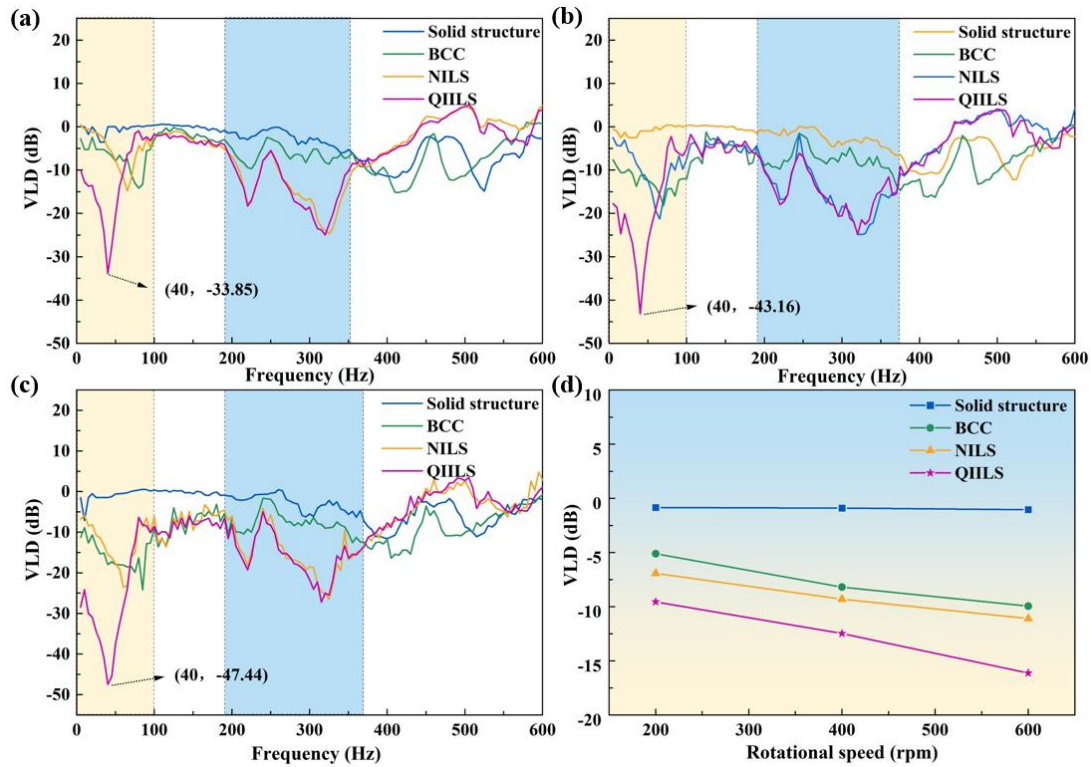 (a)
Solid structure
BCC
NILS
QIILS
20
10
0
-10
-20
-30
-40
-50
VLD (dB)
(40，-33.85)
0
100
200
300
400
500
600
Frequency (Hz)
(b)
Solid structure
BCC
NILS
QIILS
20
10
0
-10
-20
-30
-40
-50
VLD (dB)
(40，-43.16)
0
100
200
300
400
500
600
Frequency (Hz)
(c)
Solid structure
BCC
NILS
QIILS
20
10
0
-10
-20
-30
-40
-50
VLD (dB)
(40，-47.44)
0
100
200
300
400
500
600
Frequency (Hz)
(d)
Solid structure
BCC
NILS
QIILS
10
5
0
-5
-10
-15
-20
VLD (dB)
200
300
400
500
600
Rotational speed (rpm)